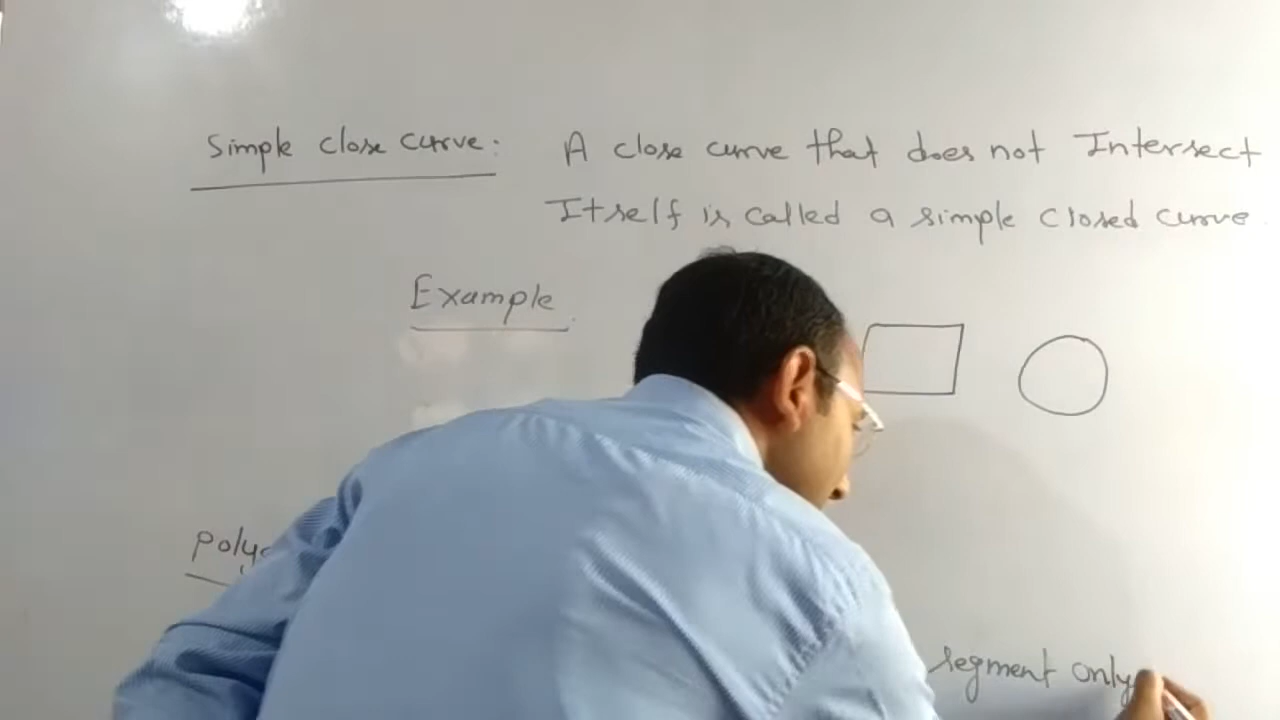 Simple close curve: A close curve that does not Intersect
Itself is called a simple closed curve
Example
segment only